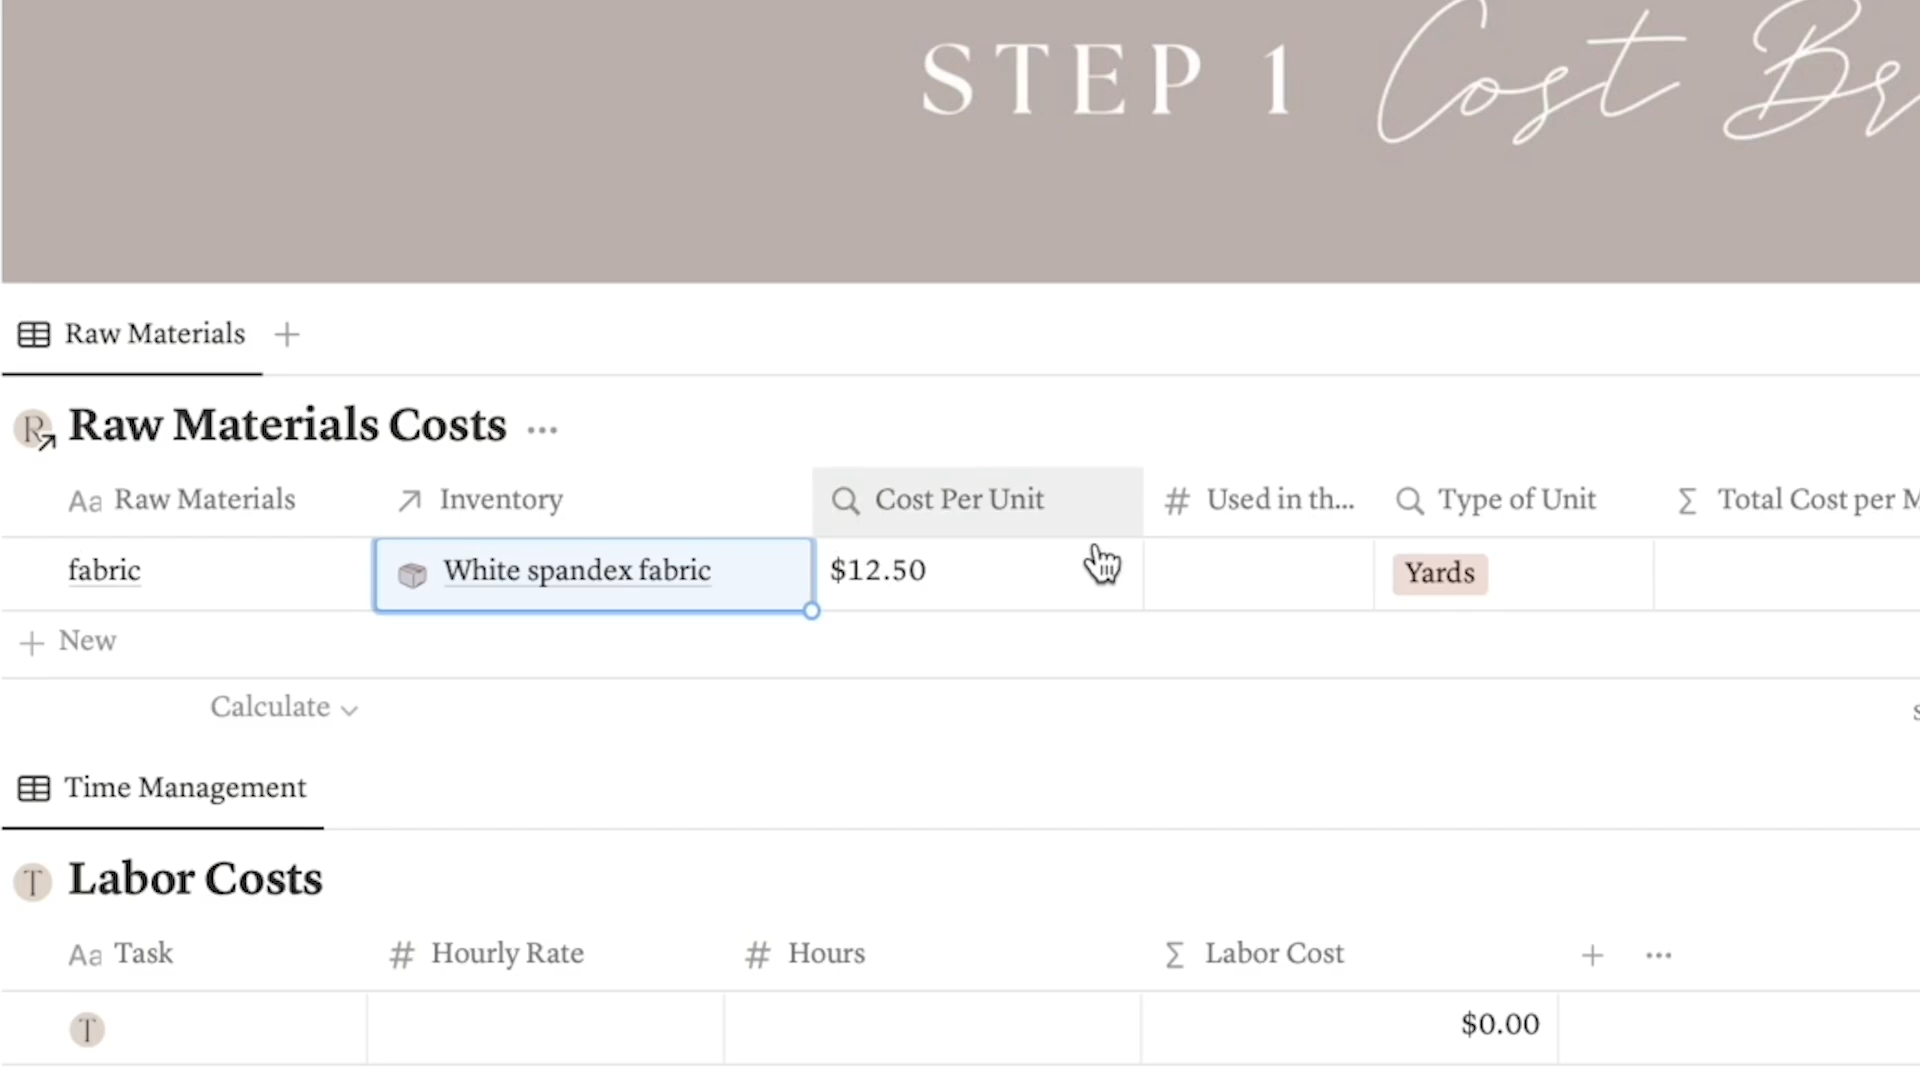 STEP 1 Cost Br
Raw Materials
R Raw Materials Costs ...
Aa Raw Materials Inventory Cost Per Unit # Used in th... Type of Unit Σ Total Cost per M
fabric White spandex fabric $12.50 Yards
+ New
Calculate
Time Management
T Labor Costs
Aa Task # Hourly Rate # Hours Σ Labor Cost + ...
T $0.00